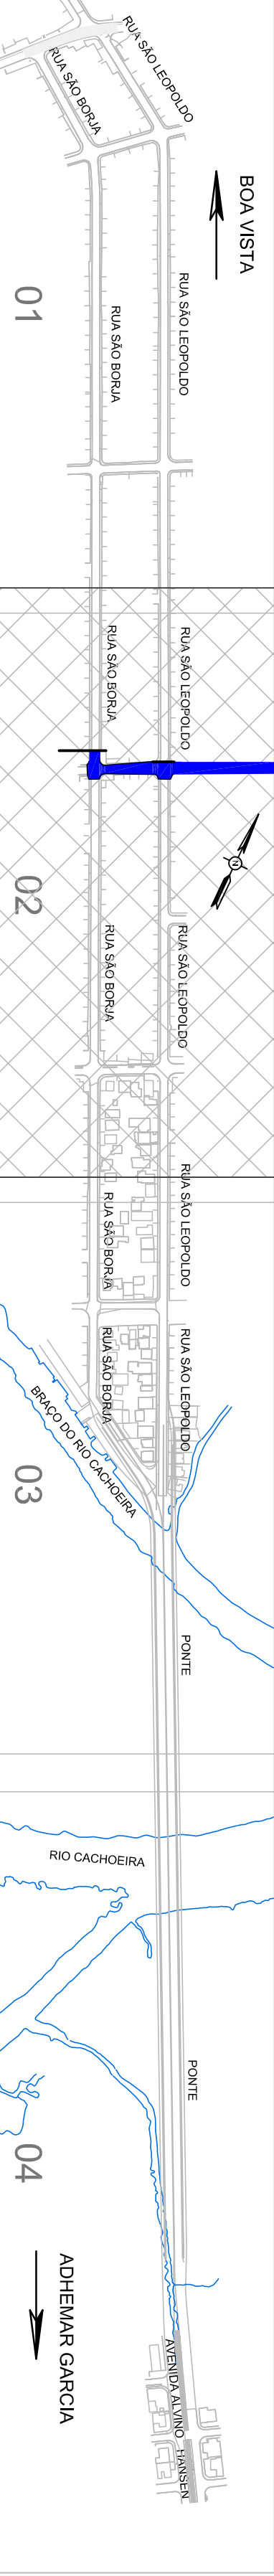 RUA SÃO LEOPOLDO
RUA SÃO BORJA
BOA VISTA
RUA SÃO LEOPOLDO
RUA SÃO BORJA
01
RUA SÃO LEOPOLDO
RUA SÃO BORJA
N
02
RUA SÃO LEOPOLDO
RUA SÃO BORJA
RUA SÃO LEOPOLDO
RUA SÃO BORJA
RUA SÃO LEOPOLDO
RUA SÃO BORJA
BRAÇO DO RIO CACHOEIRA
03
PONTE
RIO CACHOEIRA
PONTE
04
ADHEMAR GARCIA
AVENIDA ALVINO HANSEN